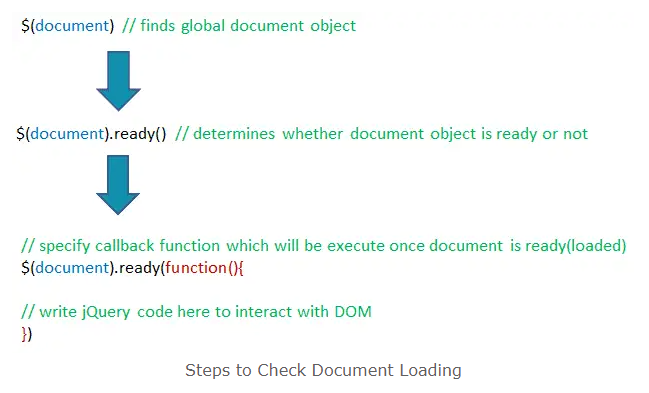 $(document) // finds global document object
$(document).ready() // determines whether document object is ready or not
// specify callback function which will be execute once document is ready(loaded)
$(document).ready(function(){
// write jQuery code here to interact with DOM
})
Steps to Check Document Loading